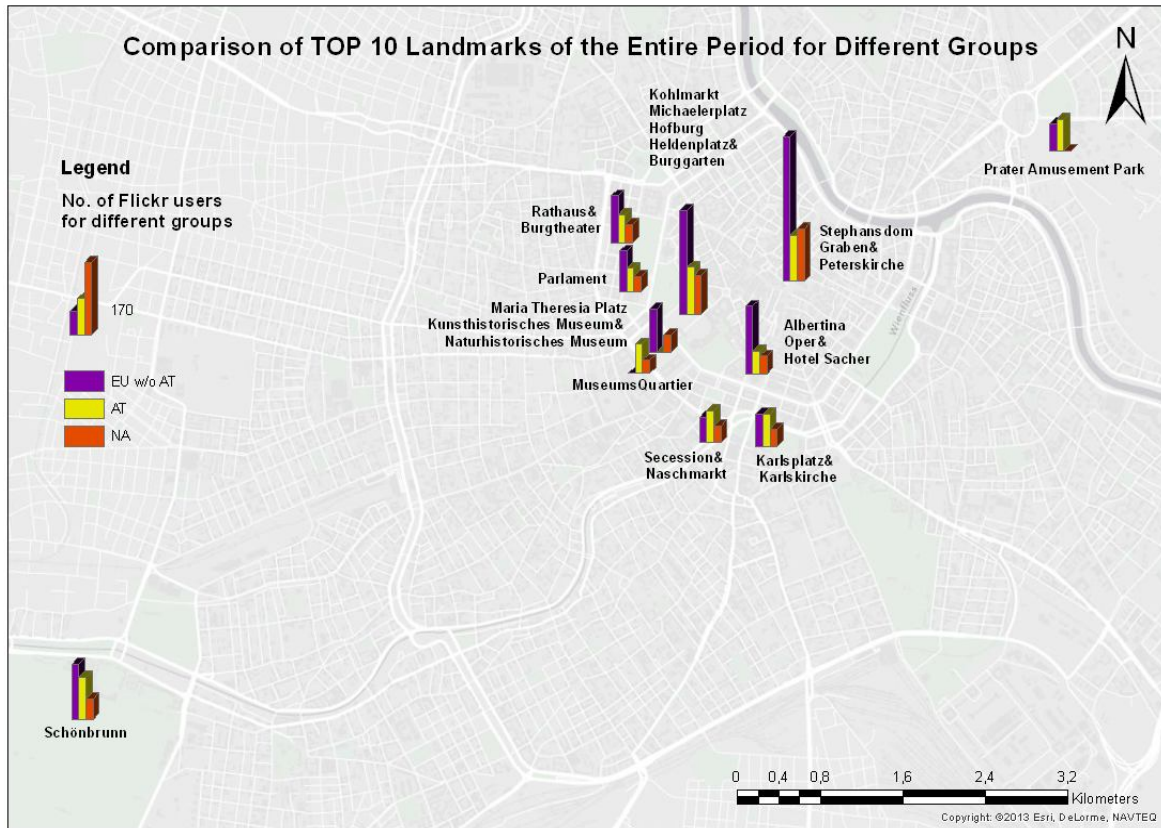 Comparison of TOP 10 Landmarks of the Entire Period for Different Groups
N
Kohlmarkt
Michaelerplatz
Hofburg
Heldenplatz&
Burggarten
Prater Amusement Park
Legend
No. of Flickr users
for different groups
170
EU w/o AT
AT
NA
Rathaus&
Burgtheater
Stephansdom
Graben&
Peterskirche
Parlament
Wienfluss
Maria Theresia Platz
Kunsthistorisches Museum&
Naturhistorisches Museum
Albertina
Oper&
Hotel Sacher
MuseumsQuartier
Secession&
Naschmarkt
Karlsplatz&
Karlskirche
Schönbrunn
0 0,4 0,8 1,6 2,4 3,2
Kilometers
Copyright: ©2013 Esri, DeLorme, NAVTEQ